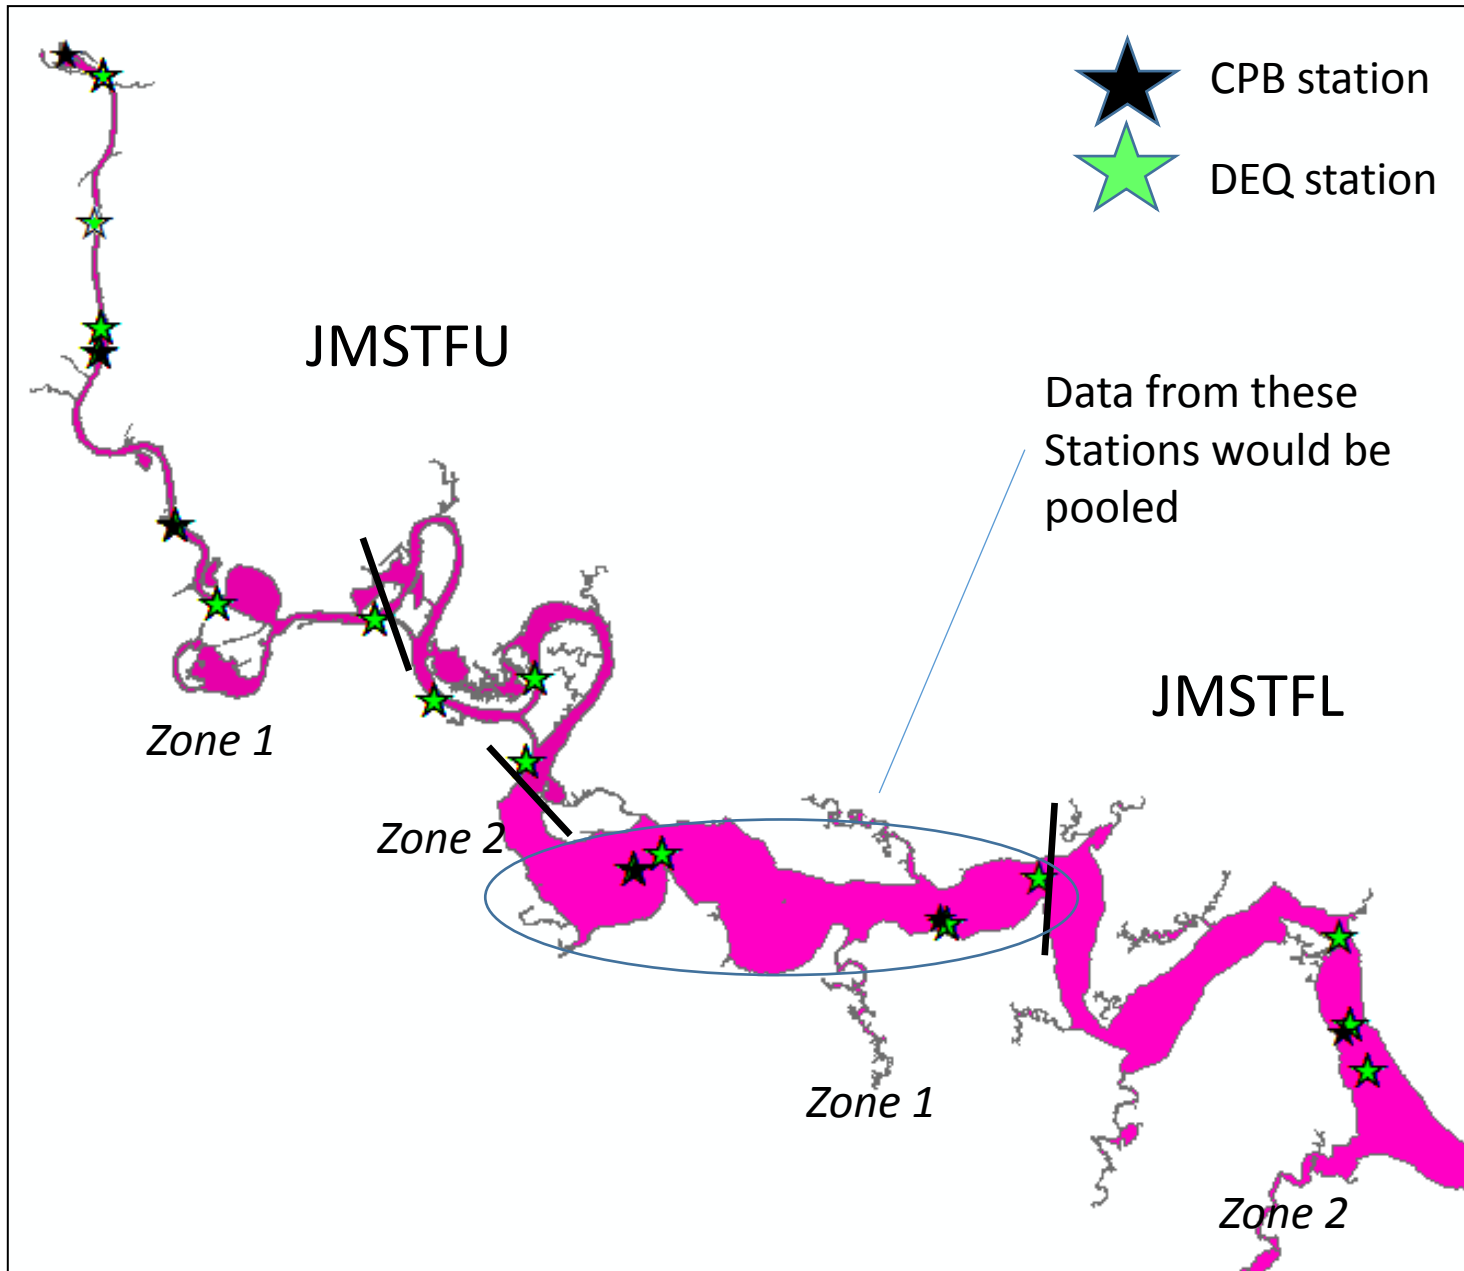 CPB station
DEQ station
JMSTFU
Data from these
Stations would be
pooled
JMSTFL
Zone 1
Zone 2
Zone 1
Zone 2